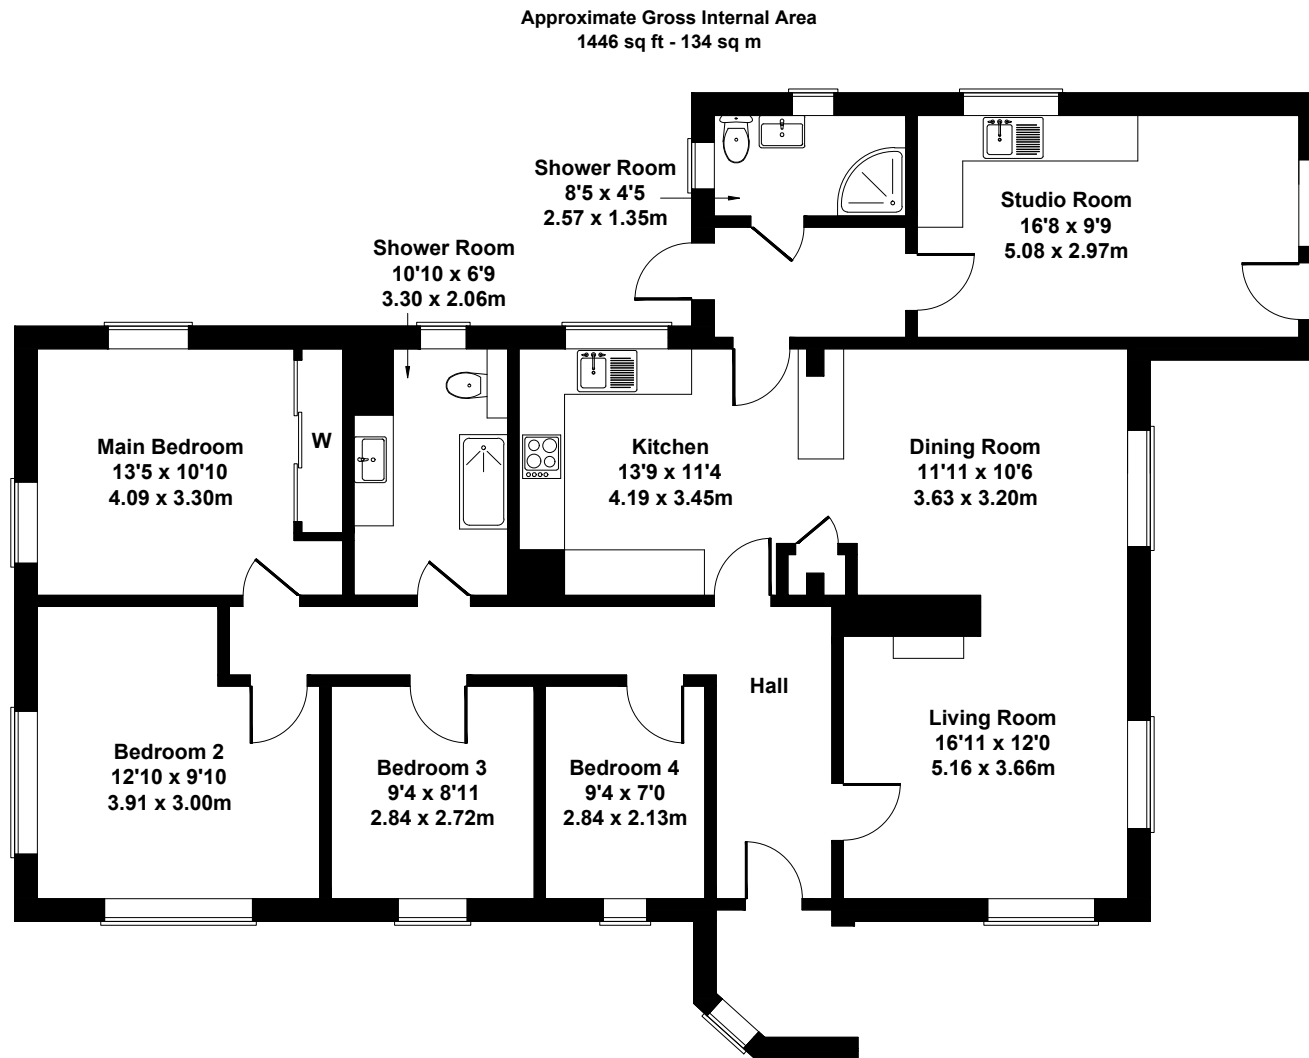 Approximate Gross Internal Area
1446 sq ft - 134 sq m
Shower Room
8'5 x 4'5
2.57 x 1.35m
Studio Room
16'8 x 9'9
5.08 x 2.97m
Shower Room
10'10 x 6'9
3.30 x 2.06m
Main Bedroom
13'5 x 10'10
4.09 x 3.30m
W
Kitchen
13'9 x 11'4
4.19 x 3.45m
Dining Room
11'11 x 10'6
3.63 x 3.20m
Hall
Bedroom 2
12'10 x 9'10
3.91 x 3.00m
Bedroom 3
9'4 x 8'11
2.84 x 2.72m
Bedroom 4
9'4 x 7'0
2.84 x 2.13m
Living Room
16'11 x 12'0
5.16 x 3.66m